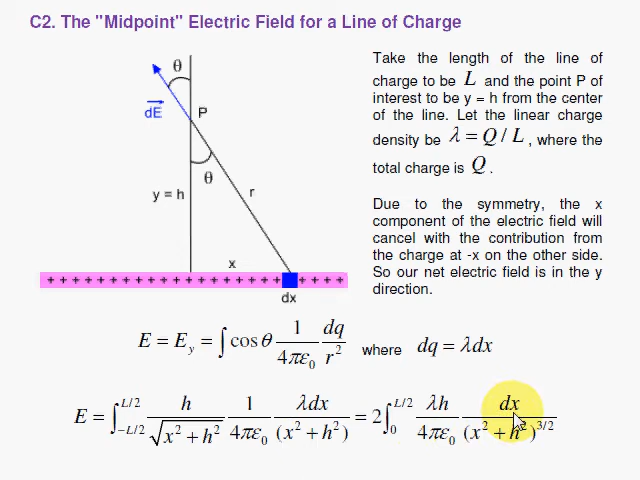 C2. The "Midpoint" Electric Field for a Line of Charge
θ
dE
P
θ
y = h
r
x
+ + + + + + + + + + + + + + + + + + + + + + + +
dx
Take the length of the line of
charge to be L and the point P of
interest to be y = h from the center
of the line. Let the linear charge
density be λ = Q / L , where the
total charge is Q .
Due to the symmetry, the x
component of the electric field will
cancel with the contribution from
the charge at -x on the other side.
So our net electric field is in the y
direction.
E = E_y = ∫ cos θ 1/(4πε₀) dq/r² where dq = λdx
E = ∫_{-L/2}^{L/2} h/√(x² + h²) 1/(4πε₀) λdx/(x² + h²) = 2∫_0^{L/2} λh/(4πε₀) dx/(x² + h²)^{3/2}